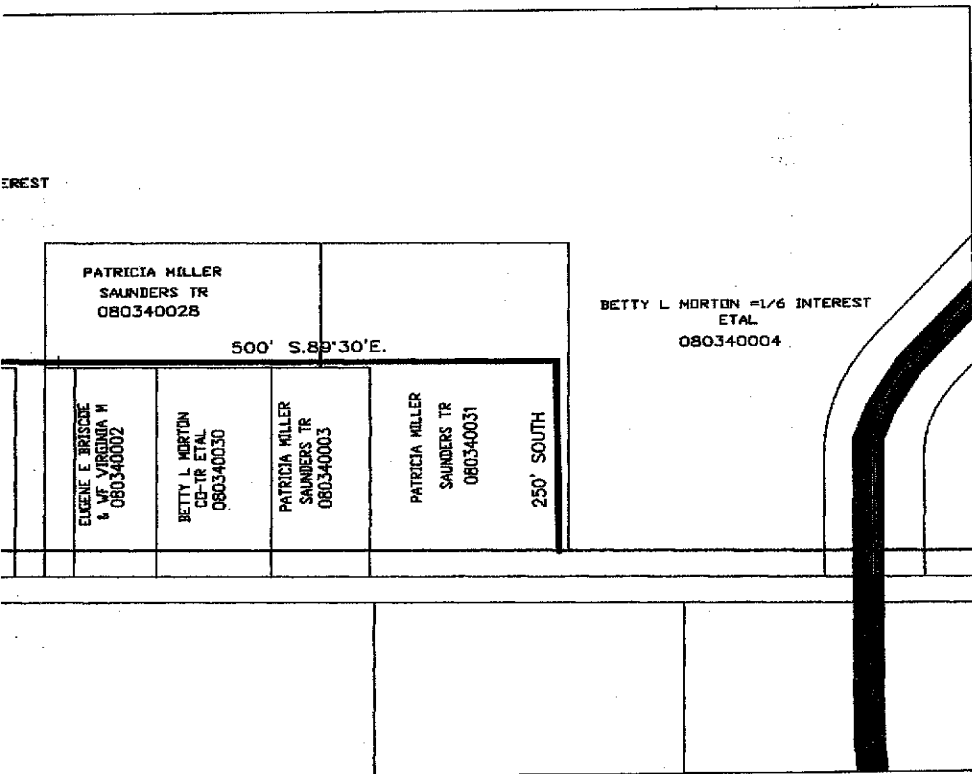 EREST
PATRICIA MILLER
SAUNDERS TR
080340028
BETTY L MORTON =1/6 INTEREST
ETAL
080340004
500' S.89°30'E.
EUGENE E BRISCOE
& WF VIRGINIA M
080340002
BETTY L MORTON
CO-TR ETAL
080340030
PATRICIA MILLER
SAUNDERS TR
080340003
PATRICIA MILLER
SAUNDERS TR
080340031
250' SOUTH